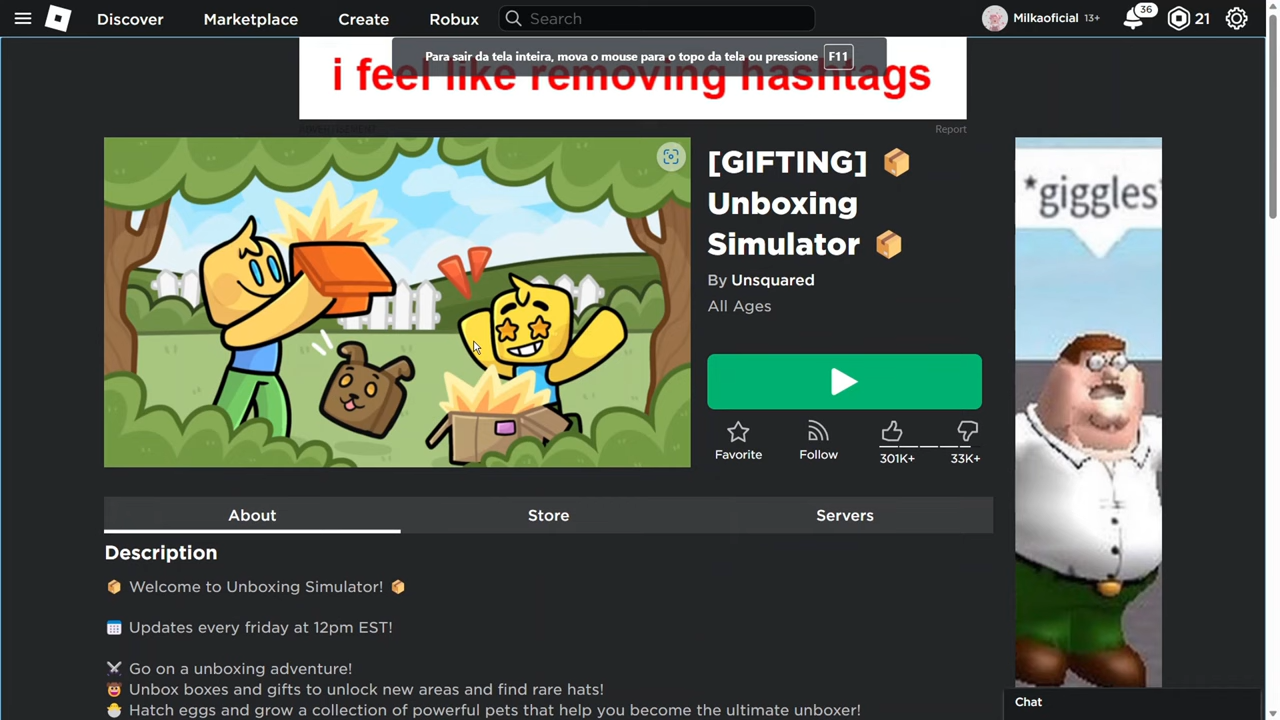 Discover
Marketplace
Create
Robux
Search
Milkaoficial 13+
36
21
Para sair da tela inteira, mova o mouse para o topo da tela ou pressione F11
i feel like removing hashtags
Report
[GIFTING] 📦
Unboxing
Simulator 📦
By Unsquared
All Ages
*giggles*
Favorite
Follow
301K+
33K+
About
Store
Servers
Description
📦 Welcome to Unboxing Simulator! 📦
📅 Updates every friday at 12pm EST!
⚔ Go on a unboxing adventure!
🤠 Unbox boxes and gifts to unlock new areas and find rare hats!
🐣 Hatch eggs and grow a collection of powerful pets that help you become the ultimate unboxer!
Chat